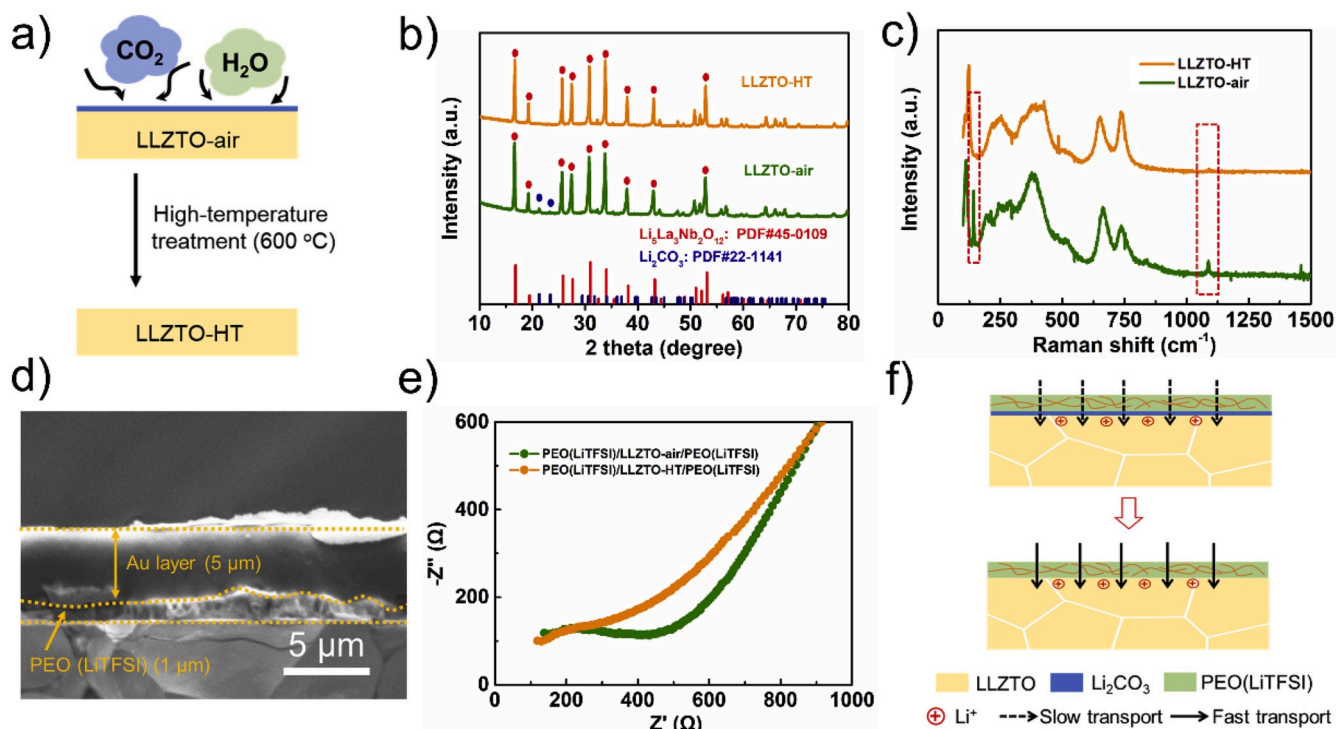 a)
CO2
H2O
LLZTO-air
High-temperature
treatment (600 °C)
LLZTO-HT
b)
Intensity (a.u.)
LLZTO-HT
LLZTO-air
Li5La3Nb2O12: PDF#45-0109
Li2CO3: PDF#22-1141
10 20 30 40 50 60 70 80
2 theta (degree)
c)
Intensity (a.u.)
LLZTO-HT
LLZTO-air
0 250 500 750 1000 1250 1500
Raman shift (cm-1)
d)
Au layer (5 μm)
PEO (LiTFSI) (1 μm)
5 μm
e)
-Z'' (Ω)
600
400
200
0
PEO(LiTFSI)/LLZTO-air/PEO(LiTFSI)
PEO(LiTFSI)/LLZTO-HT/PEO(LiTFSI)
0 200 400 600 800 1000
Z' (Ω)
f)
+ + + + +
+ + + +
LLZTO Li2CO3 PEO(LiTFSI)
+ Li+ Slow transport Fast transport